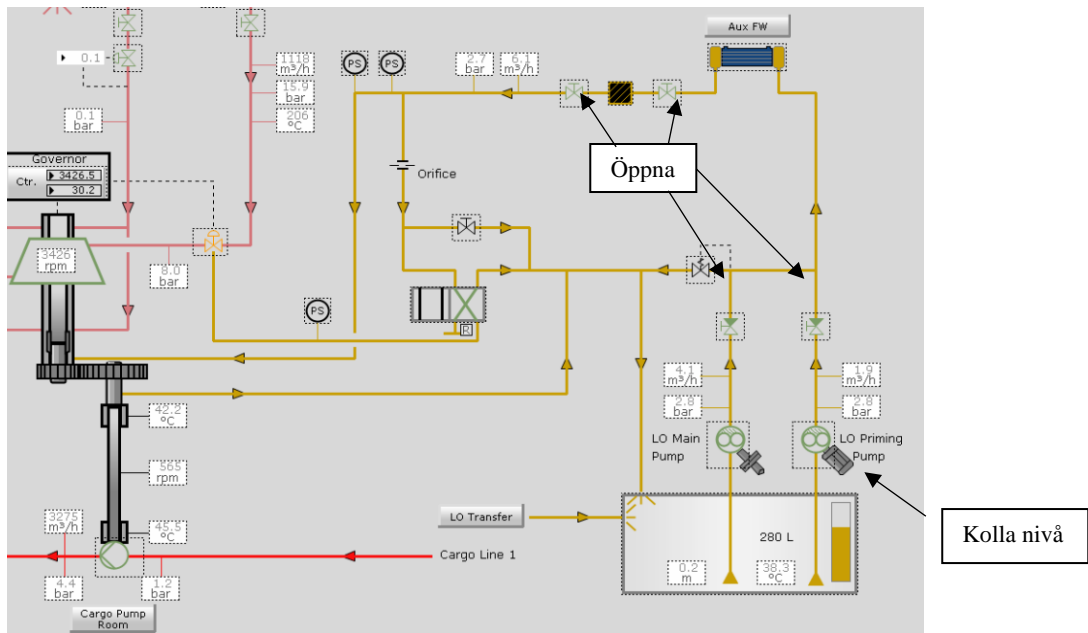 Aux FW
0.1
1118
m³/h
15.9
bar
206
°C
0.1
bar
PS
PS
2.7
bar
6.1
m³/h
Öppna
Orifice
Governor
Ctr.
3426.5
30.2
3426
rpm
8.0
bar
PS
R
4.1
m³/h
2.8
bar
1.9
m³/h
2.8
bar
LO Main
Pump
LO Priming
Pump
42.2
°C
565
rpm
45.5
°C
3275
m³/h
4.4
bar
1.2
bar
Cargo Line 1
Cargo Pump
Room
LO Transfer
280 L
0.2
m
38.3
°C
Kolla nivå